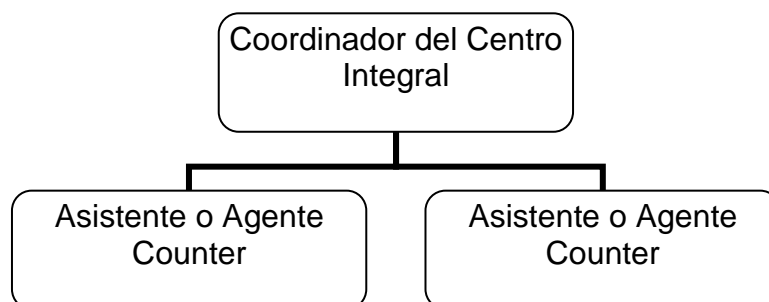 Coordinador del Centro
Integral
Asistente o Agente
Counter
Asistente o Agente
Counter